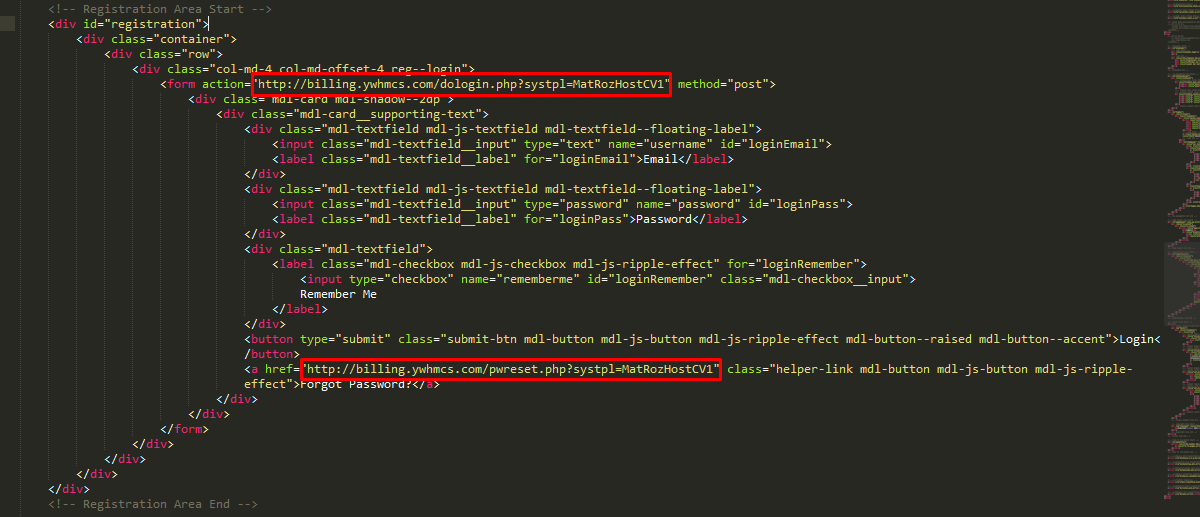 <!-- Registration Area Start -->
<div id="registration">
<div class="container">
<div class="row">
<div class="col-md-4 col-md-offset-4 reg--login">
<form action="http://billing.ywhmcs.com/dologin.php?systpl=MatRozHostCV1" method="post">
<div class="mdl-card mdl-shadow--2dp">
<div class="mdl-card__supporting-text">
<div class="mdl-textfield mdl-js-textfield mdl-textfield--floating-label">
<input class="mdl-textfield__input" type="text" name="username" id="loginEmail">
<label class="mdl-textfield__label" for="loginEmail">Email</label>
</div>
<div class="mdl-textfield mdl-js-textfield mdl-textfield--floating-label">
<input class="mdl-textfield__input" type="password" name="password" id="loginPass">
<label class="mdl-textfield__label" for="loginPass">Password</label>
</div>
<div class="mdl-textfield">
<label class="mdl-checkbox mdl-js-checkbox mdl-js-ripple-effect" for="loginRemember">
<input type="checkbox" name="rememberme" id="loginRemember" class="mdl-checkbox__input">
Remember Me
</label>
</div>
<button type="submit" class="submit-btn mdl-button mdl-js-button mdl-js-ripple-effect mdl-button--raised mdl-button--accent">Login<
/button>
<a href="http://billing.ywhmcs.com/pwreset.php?systpl=MatRozHostCV1" class="helper-link mdl-button mdl-js-button mdl-js-ripple-
effect">Forgot Password?</a>
</div>
</div>
</form>
</div>
</div>
</div>
</div>
<!-- Registration Area End -->